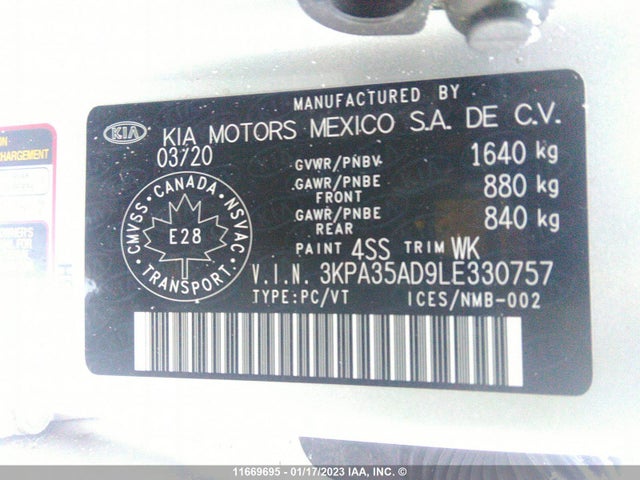 MANUFACTURED BY
KIA KIA MOTORS MEXICO S.A. DE C.V.
03/20
GVWR/PNBV 1640 kg
GAWR/PNBE FRONT 880 kg
GAWR/PNBE REAR 840 kg
CANADA
CMVSS NSVAC
E28
TRANSPORT
PAINT 4SS TRIM WK
V.I.N. 3KPA35AD9LE330757
TYPE:PC/VT ICES/NMB-002
HARGEMENT
11669695 - 01/17/2023 IAA, INC. ©